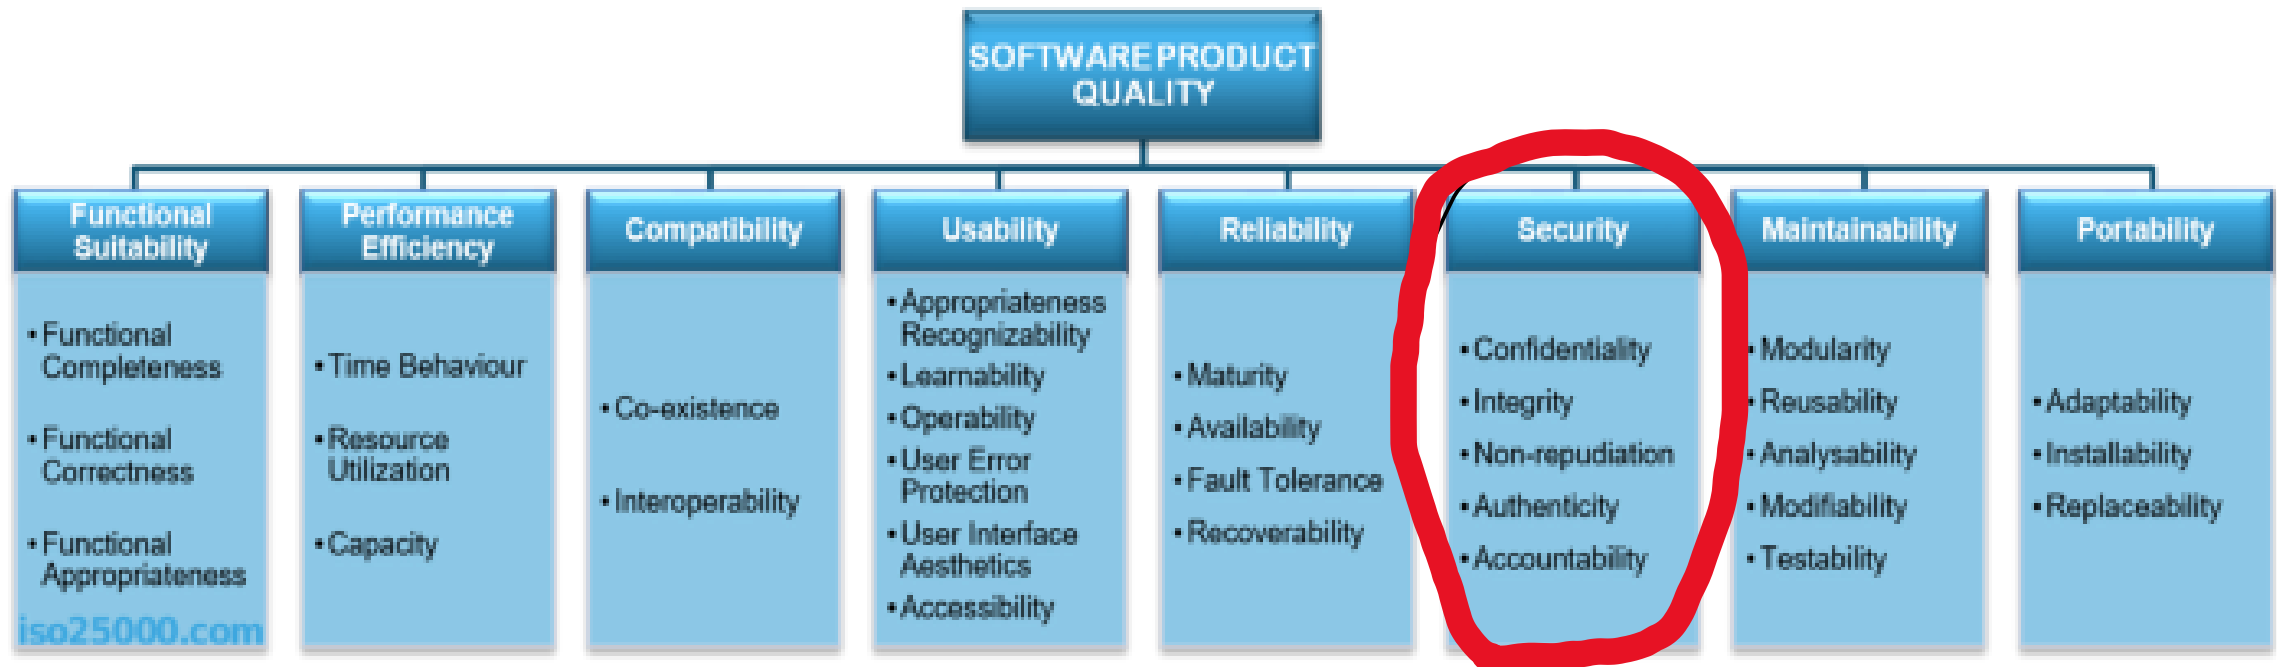 SOFTWARE PRODUCT
QUALITY
Functional
Suitability
• Functional
Completeness
• Functional
Correctness
• Functional
Appropriateness
iso25000.com
Performance
Efficiency
• Time Behaviour
• Resource
Utilization
• Capacity
Compatibility
• Co-existence
• Interoperability
Usability
• Appropriateness
Recognizability
• Learnability
• Operability
• User Error
Protection
• User Interface
Aesthetics
• Accessibility
Reliability
• Maturity
• Availability
• Fault Tolerance
• Recoverability
Security
• Confidentiality
• Integrity
• Non-repudiation
• Authenticity
• Accountability
Maintainability
• Modularity
• Reusability
• Analysability
• Modifiability
• Testability
Portability
• Adaptability
• Installability
• Replaceability